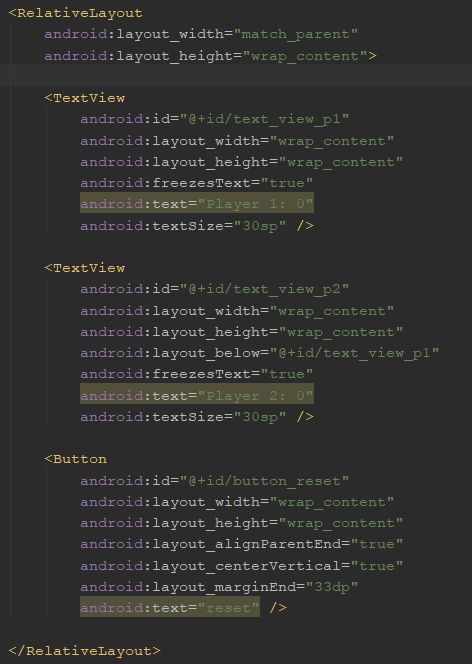 <RelativeLayout
    android:layout_width="match_parent"
    android:layout_height="wrap_content">

    <TextView
        android:id="@+id/text_view_p1"
        android:layout_width="wrap_content"
        android:layout_height="wrap_content"
        android:freezesText="true"
        android:text="Player 1: 0"
        android:textSize="30sp" />

    <TextView
        android:id="@+id/text_view_p2"
        android:layout_width="wrap_content"
        android:layout_height="wrap_content"
        android:layout_below="@+id/text_view_p1"
        android:freezesText="true"
        android:text="Player 2: 0"
        android:textSize="30sp" />

    <Button
        android:id="@+id/button_reset"
        android:layout_width="wrap_content"
        android:layout_height="wrap_content"
        android:layout_alignParentEnd="true"
        android:layout_centerVertical="true"
        android:layout_marginEnd="33dp"
        android:text="reset" />

</RelativeLayout>